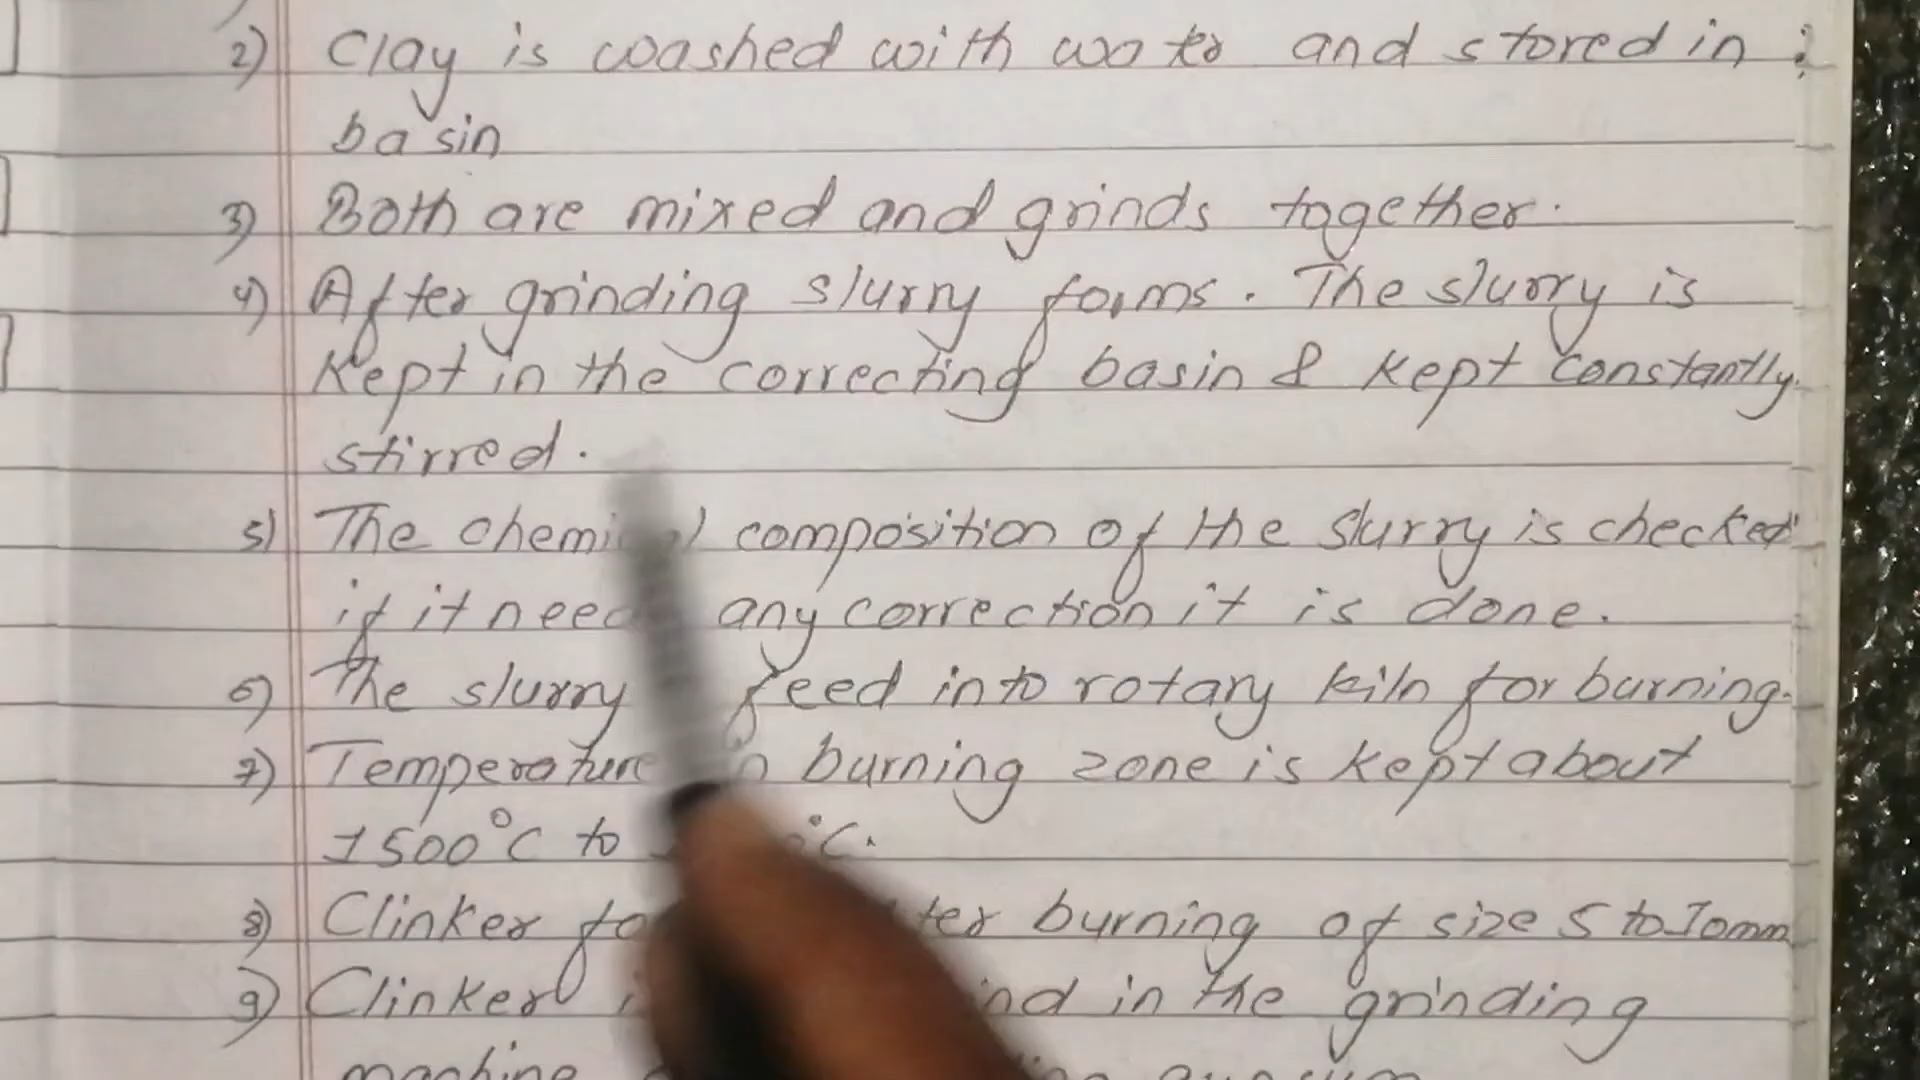 2) Clay is washed with water and stored in
basin
3) Both are mixed and grinds together.
4) After grinding slurry forms. The slurry is
kept in the correcting basin & kept constantly
stirred.
5) The composition of the slurry is checked
if it any correction it is done.
6) The slurry feed into rotary kiln for burning.
7) Temperature burning zone is kept about
1500°C to °C.
8) Clinker burning of size 5 to 10mm
9) Clinker in the grinding
machine